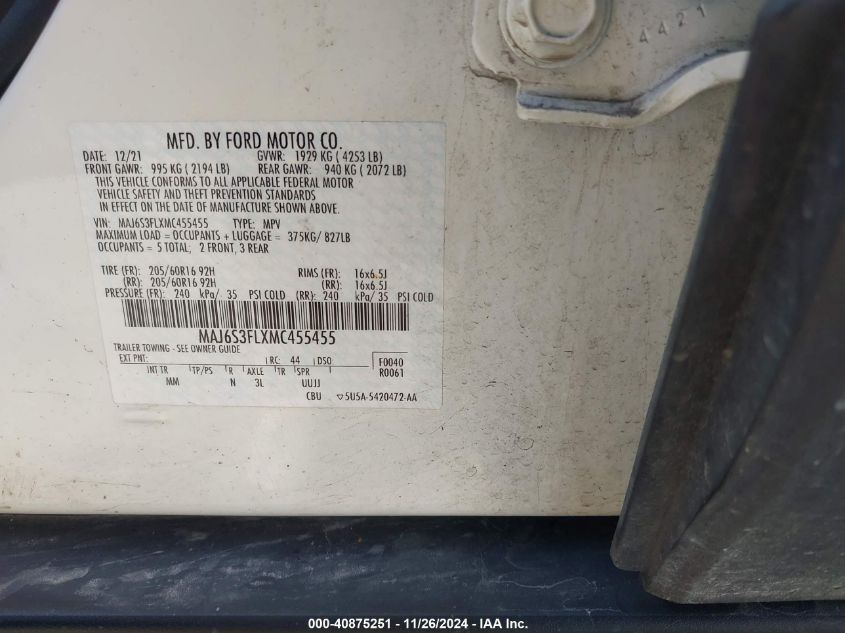 4421
MFD. BY FORD MOTOR CO.
DATE: 12/21 GVWR: 1929 KG ( 4253 LB)
FRONT GAWR: 995 KG ( 2194 LB) REAR GAWR: 940 KG ( 2072 LB)
THIS VEHICLE CONFORMS TO ALL APPLICABLE FEDERAL MOTOR
VEHICLE SAFETY AND THEFT PREVENTION STANDARDS
IN EFFECT ON THE DATE OF MANUFACTURE SHOWN ABOVE.
VIN: MAJ6S3FLXMC455455 TYPE: MPV
MAXIMUM LOAD = OCCUPANTS + LUGGAGE = 375KG/ 827LB
OCCUPANTS = 5 TOTAL; 2 FRONT, 3 REAR
TIRE (FR): 205/60R16 92H RIMS (FR): 16x6.5J
(RR): 205/60R16 92H (RR): 16x6.5J
PRESSURE (FR): 240 kPa/ 35 PSI COLD (RR): 240 kPa/ 35 PSI COLD
MAJ6S3FLXMC455455
TRAILER TOWING - SEE OWNER GUIDE
EXT PNT: RC: 44 DSO F0040
INT TR TP/PS R AXLE TR SPR R0061
MM N 3L UUJJ
CBU ▽5U5A-5420472-AA
000-40875251 - 11/26/2024 - IAA Inc.